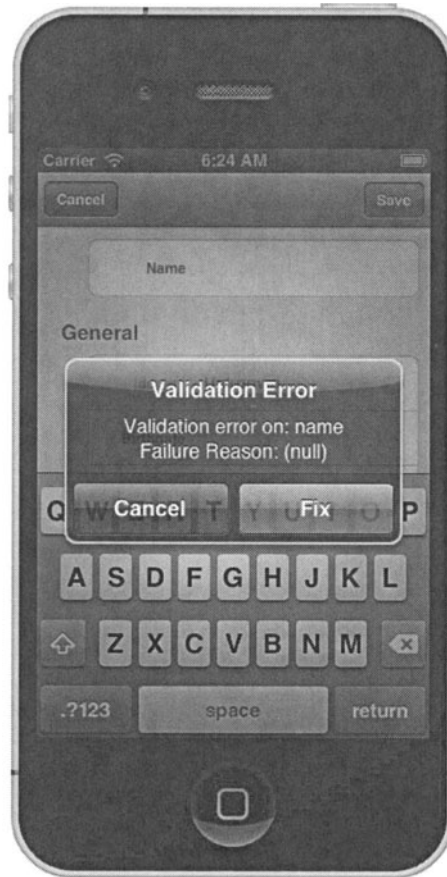 Carrier 6:24 AM
Cancel Save
Name
General
Validation Error
Validation error on: name
Failure Reason: (null)
Cancel Fix
Q W E R T Y U I O P
A S D F G H J K L
Z X C V B N M
.?123 space return